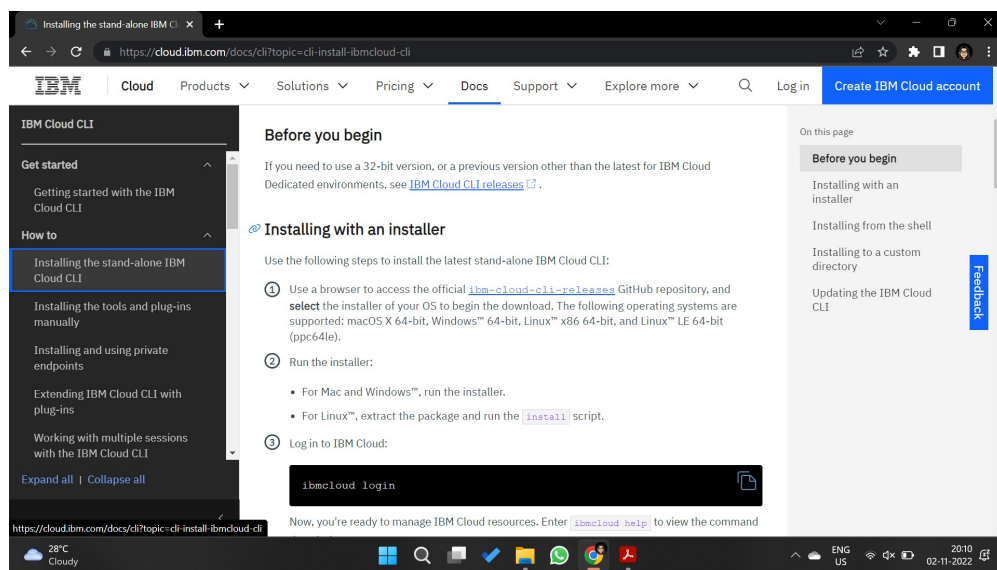 Installing the stand-alone IBM Cl
https://cloud.ibm.com/docs/cli?topic=cli-install-ibmcloud-cli
IBM
Cloud
Products
Solutions
Pricing
Docs
Support
Explore more
Log in
Create IBM Cloud account
IBM Cloud CLI
Get started
Getting started with the IBM
Cloud CLI
How to
Installing the stand-alone IBM
Cloud CLI
Installing the tools and plug-ins
manually
Installing and using private
endpoints
Extending IBM Cloud CLI with
plug-ins
Working with multiple sessions
with the IBM Cloud CLI
Expand all | Collapse all
https://cloud.ibm.com/docs/cli?topic=cli-install-ibmcloud-cli
Before you begin
If you need to use a 32-bit version, or a previous version other than the latest for IBM Cloud
Dedicated environments, see IBM Cloud CLI releases .
Installing with an installer
Use the following steps to install the latest stand-alone IBM Cloud CLI:
1 Use a browser to access the official ibm-cloud-cli-releases GitHub repository, and
select the installer of your OS to begin the download. The following operating systems are
supported: macOS X 64-bit, Windows™ 64-bit, Linux™ x86 64-bit, and Linux™ LE 64-bit
(ppc64le).
2 Run the installer:
• For Mac and Windows™, run the installer.
• For Linux™, extract the package and run the install script.
3 Log in to IBM Cloud:
ibmcloud login
Now, you're ready to manage IBM Cloud resources. Enter ibmcloud help to view the command
On this page
Before you begin
Installing with an
installer
Installing from the shell
Installing to a custom
directory
Updating the IBM Cloud
CLI
Feedback
28°C
Cloudy
ENG
US
20:10
02-11-2022